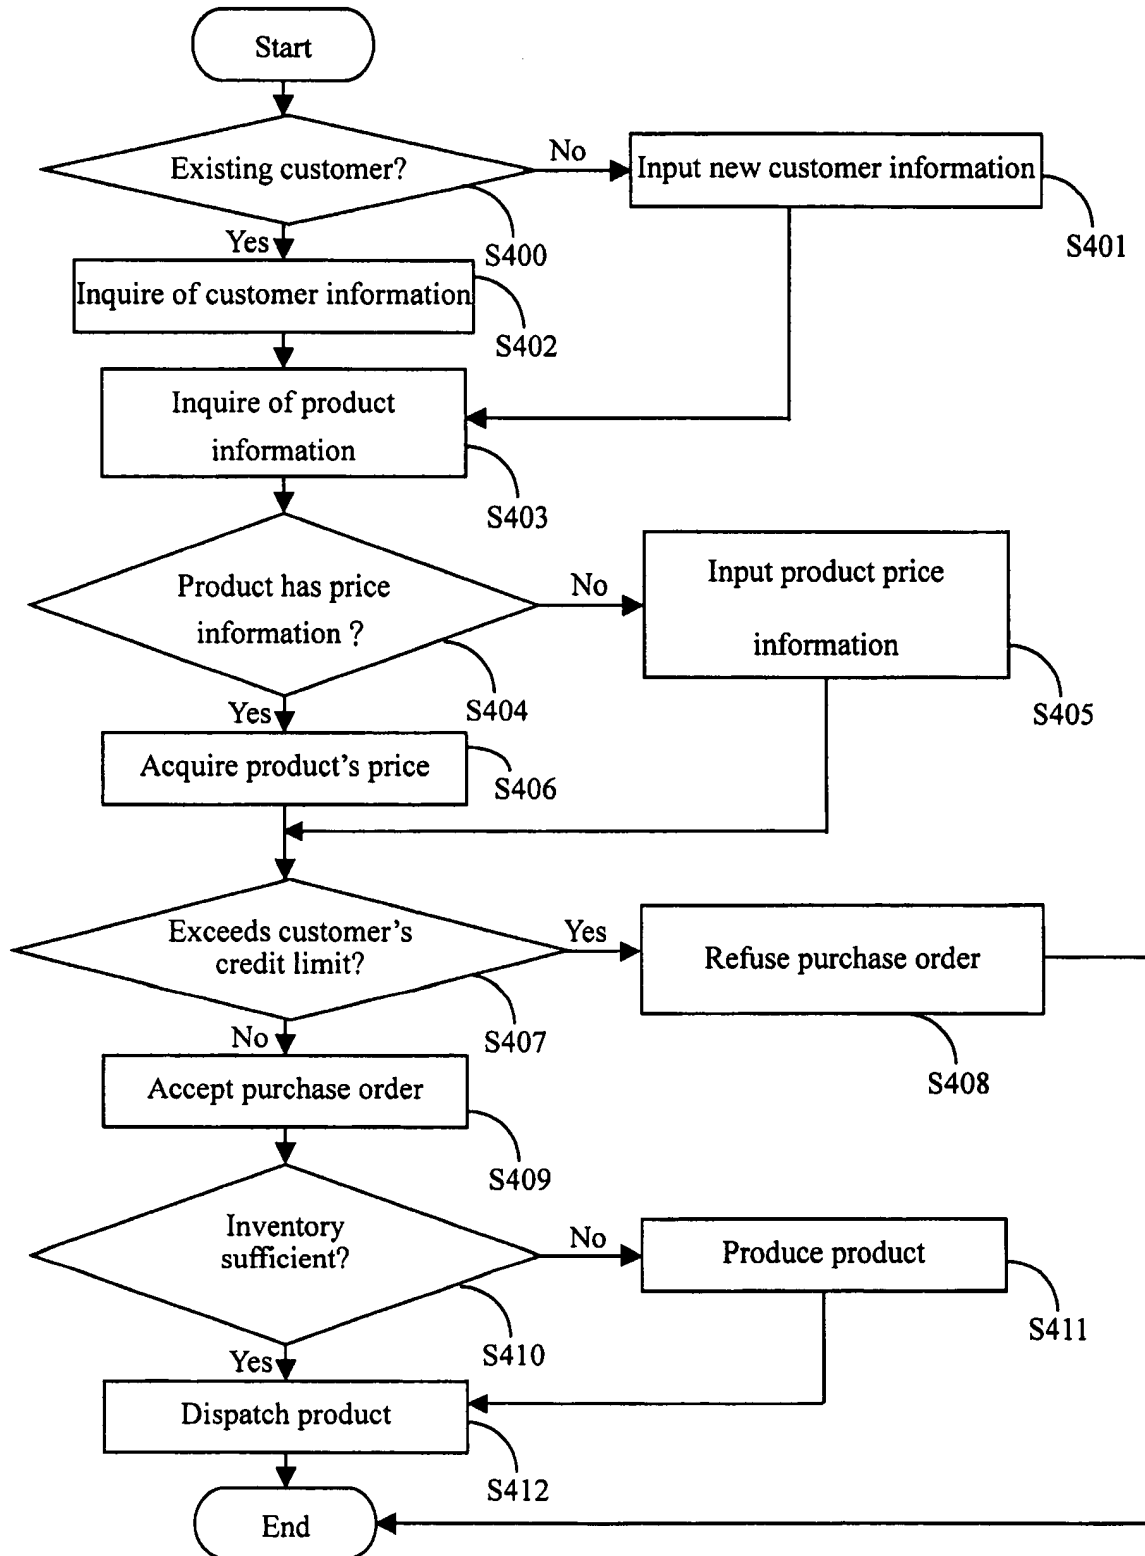 Start
Existing customer?
No
Input new customer information
S400
S401
Yes
Inquire of customer information
S402
Inquire of product
information
S403
Product has price
information ?
No
Input product price
information
S404
S405
Yes
Acquire product’s price
S406
Exceeds customer’s
credit limit?
Yes
Refuse purchase order
S407
S408
No
Accept purchase order
S409
Inventory
sufficient?
No
Produce product
S410
S411
Yes
Dispatch product
S412
End